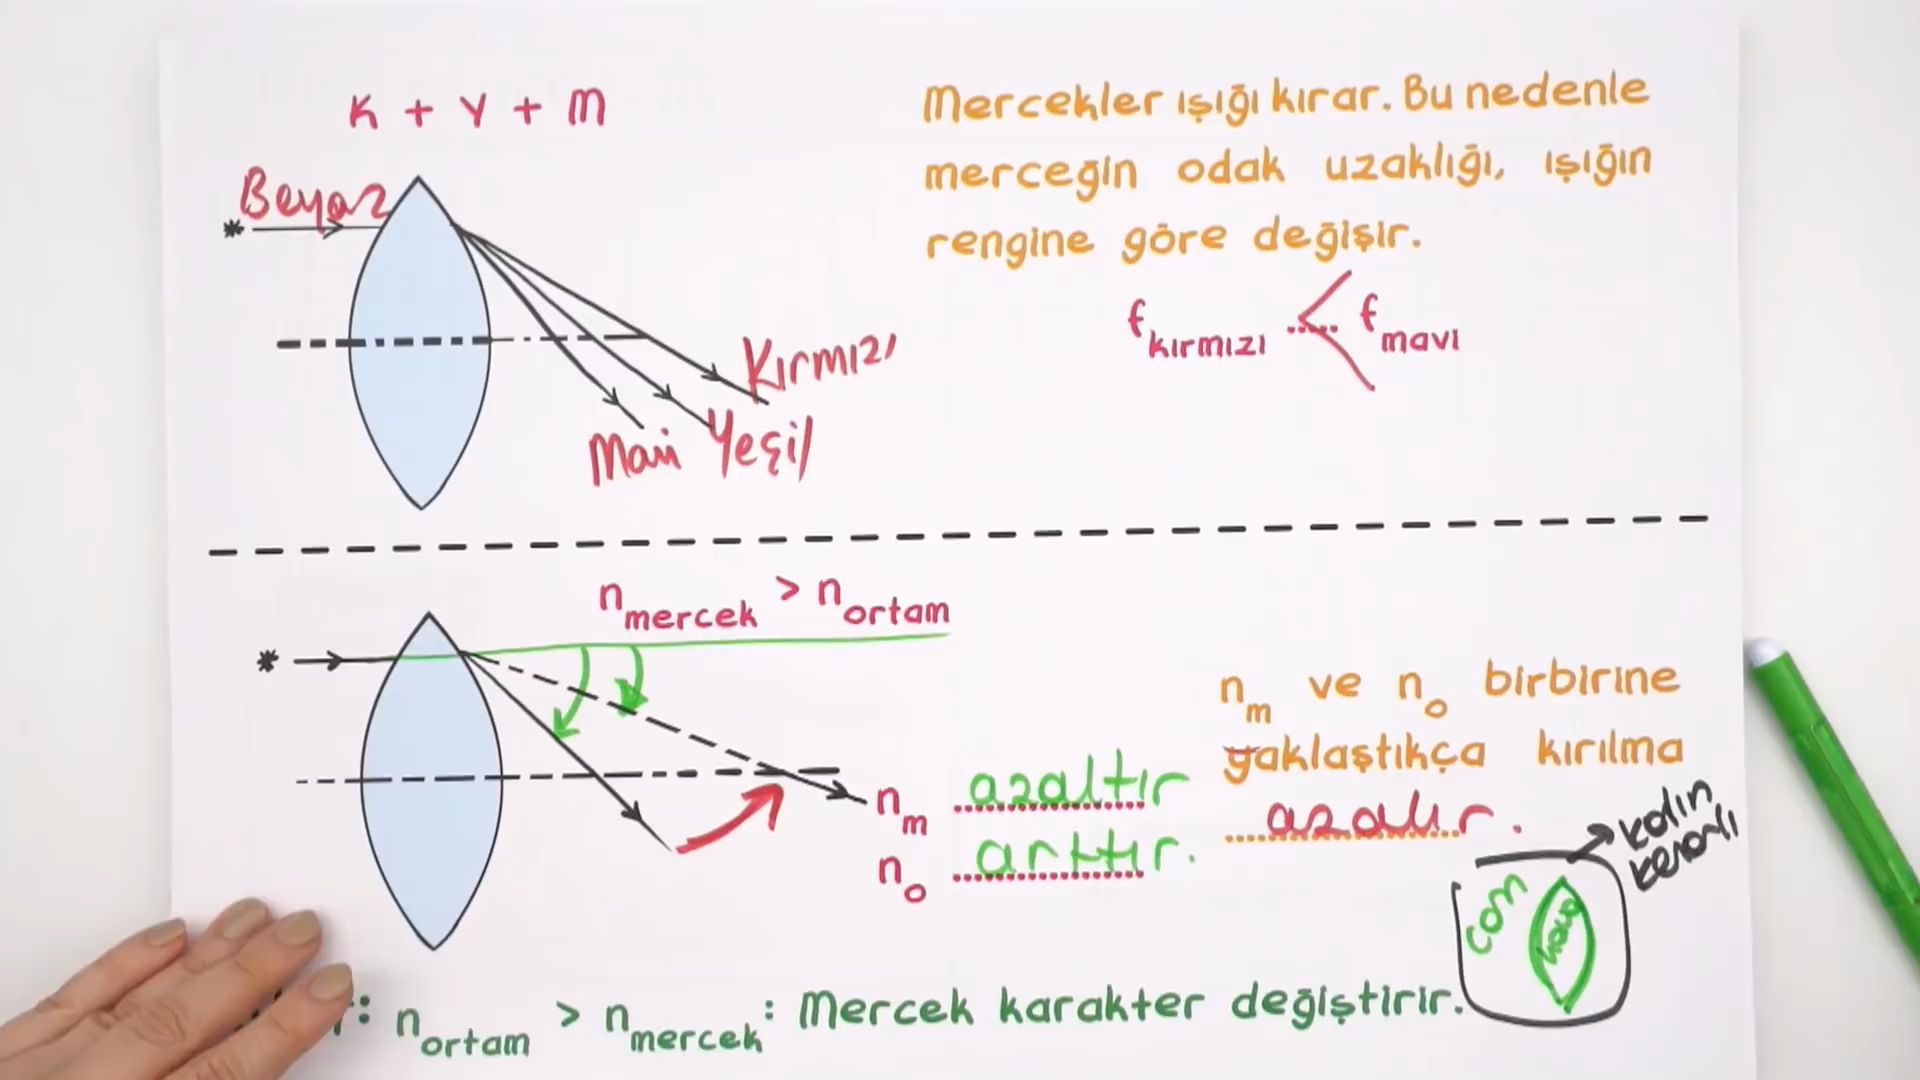 K + Y + M
Beyaz
Kırmızı
Mavi
Yeşil
Mercekler ışığı kırar. Bu nedenle
merceğin odak uzaklığı, ışığın
rengine göre değişir.
f kırmızı < f mavi
n mercek > n ortam
n m azaltır
n o arttır.
n m ve n o birbirine
yaklaştıkça kırılma
azalır.
kalın
kenarlı
cam
hava
n ortam > n mercek : Mercek karakter değiştirir.